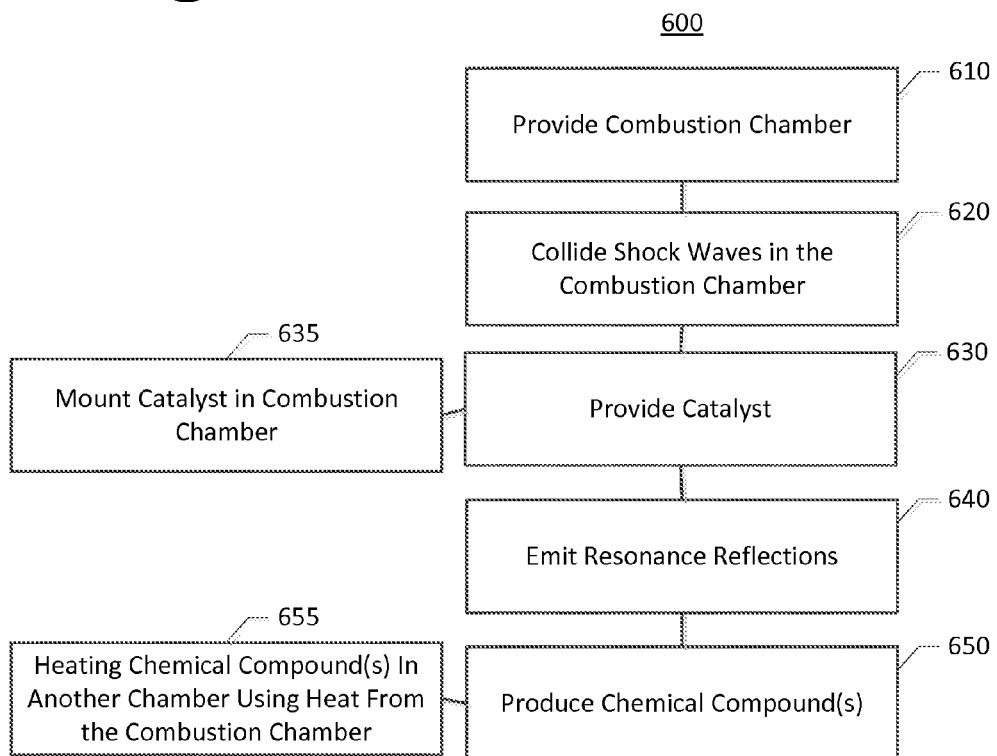 600
610
Provide Combustion Chamber
620
Collide Shock Waves in the
Combustion Chamber
635
630
Mount Catalyst in Combustion
Chamber
Provide Catalyst
640
Emit Resonance Reflections
655
650
Heating Chemical Compound(s) In
Another Chamber Using Heat From
the Combustion Chamber
Produce Chemical Compound(s)